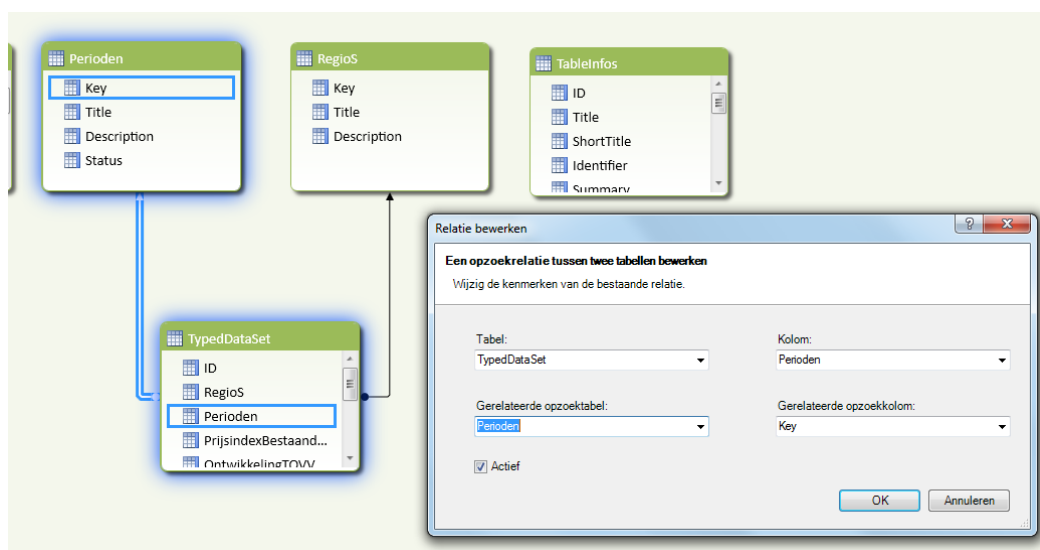 Perioden
Key
Title
Description
Status
RegioS
Key
Title
Description
TableInfos
ID
Title
ShortTitle
Identifier
Summary
TypedDataSet
ID
RegioS
Perioden
PrijsindexBestaand...
OntwikkelingTOVV
Relatie bewerken
Een opzoekrelatie tussen twee tabellen bewerken
Wijzig de kenmerken van de bestaande relatie.
Tabel:
Kolom:
TypedDataSet
Perioden
Gerelateerde opzoektabel:
Gerelateerde opzoekkolom:
Perioden
Key
Actief
OK
Annuleren